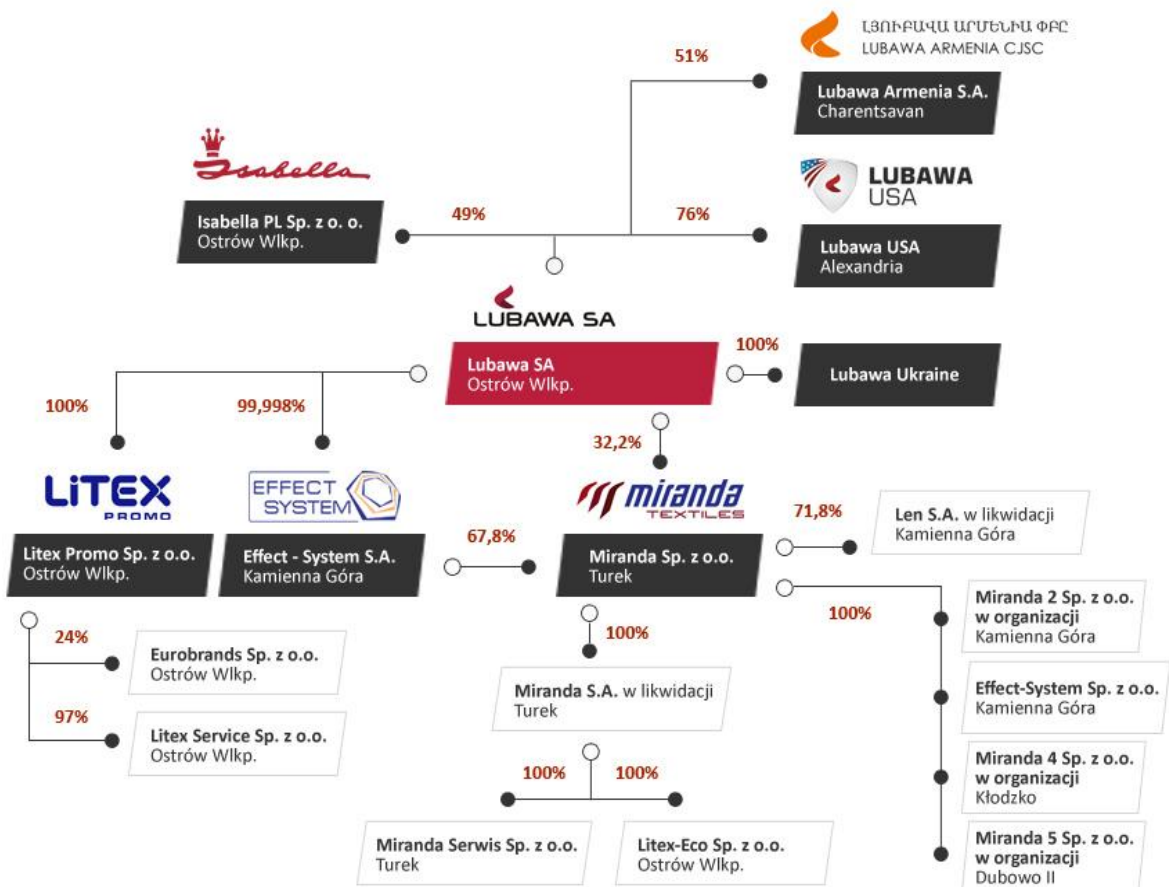 ԼՅՈՒԲԱՎԱ ԱՐՄԵՆԻԱ ՓԲԸ
LUBAWA ARMENIA CJSC
51%
Lubawa Armenia S.A.
Charentsavan
Isabella
LUBAWA
USA
Isabella PL Sp. z o. o.
Ostrów Wlkp.
49%
76%
Lubawa USA
Alexandria
LUBAWA SA
Lubawa SA
Ostrów Wlkp.
100%
Lubawa Ukraine
100%
99,998%
32,2%
LiTEX
PROMO
EFFECT
SYSTEM
miranda
TEXTILES
71,8%
Len S.A. w likwidacji
Kamienna Góra
Litex Promo Sp. z o.o.
Ostrów Wlkp.
Effect - System S.A.
Kamienna Góra
67,8%
Miranda Sp. z o.o.
Turek
24%
Eurobrands Sp. z o.o.
Ostrów Wlkp.
97%
Litex Service Sp. z o.o.
Ostrów Wlkp.
100%
Miranda S.A. w likwidacji
Turek
100%
100%
Miranda Serwis Sp. z o.o.
Turek
Litex-Eco Sp. z o.o.
Ostrów Wlkp.
100%
Miranda 2 Sp. z o.o.
w organizacji
Kamienna Góra
Effect-System Sp. z o.o.
Kamienna Góra
Miranda 4 Sp. z o.o.
w organizacji
Kłodzko
Miranda 5 Sp. z o.o.
w organizacji
Dubowo II